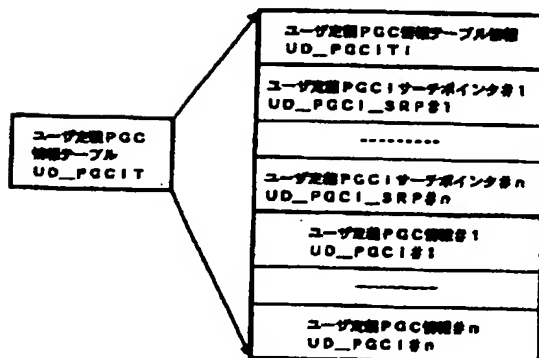 ユーザ定義PGC
情報テーブル
UD_PGCIT
ユーザ定義PGC情報テーブル情報
UD_PGCITI
ユーザ定義PGCIサーチポインタ#1
UD_PGCI_SRP#1
----------
ユーザ定義PGCIサーチポインタ#n
UD_PGCI_SRP#n
ユーザ定義PGC情報#1
UD_PGCI#1
----------
ユーザ定義PGC情報#n
UD_PGCI#n